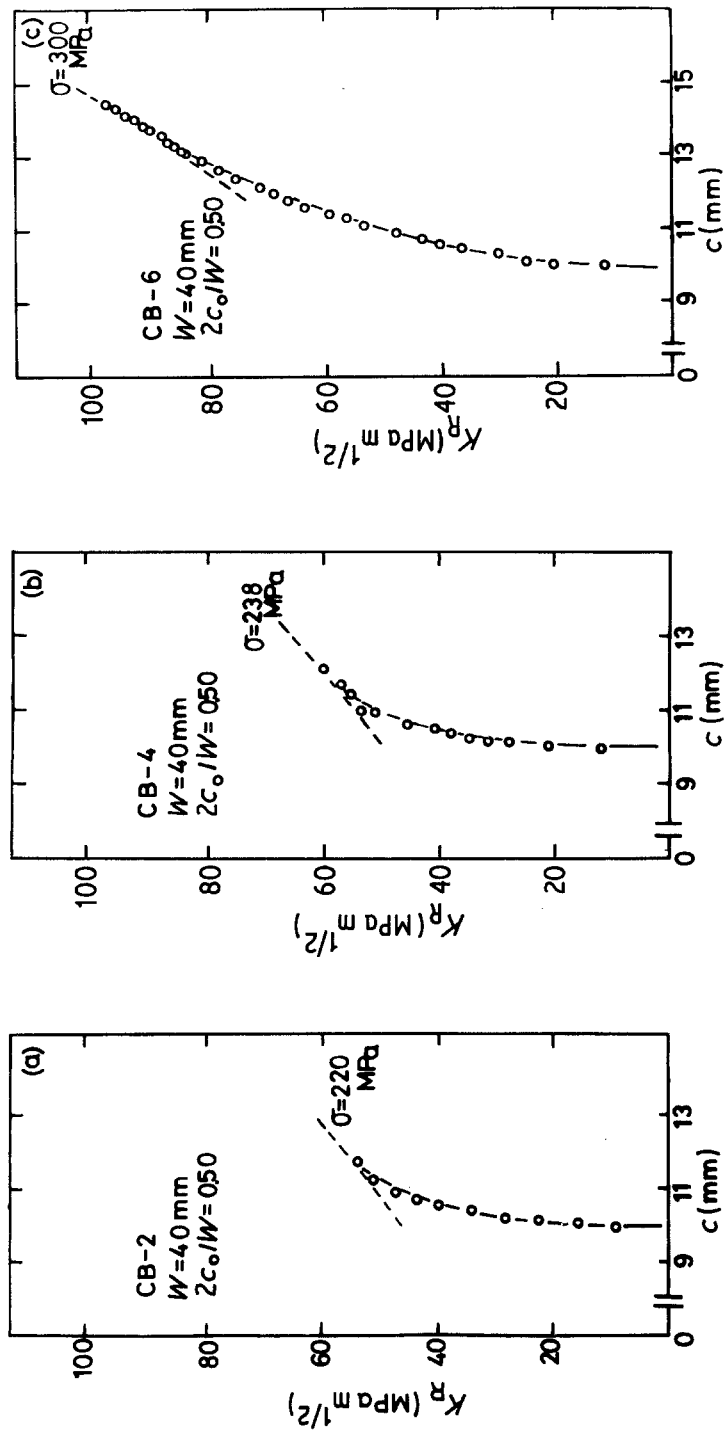 (a)
CB-2
W=40mm
2c₀/W=0.50
σ=220
MPa
100
80
60
40
20
0
9
11
13
K_R (MPa m^1/2)
c (mm)
(b)
CB-4
W=40mm
2c₀/W=0.50
σ=238
MPa
100
80
60
40
20
0
9
11
13
K_R (MPa m^1/2)
c (mm)
(c)
σ=300
MPa
CB-6
W=40mm
2c₀/W=0.50
100
80
60
40
20
0
9
11
13
15
K_R (MPa m^1/2)
c (mm)